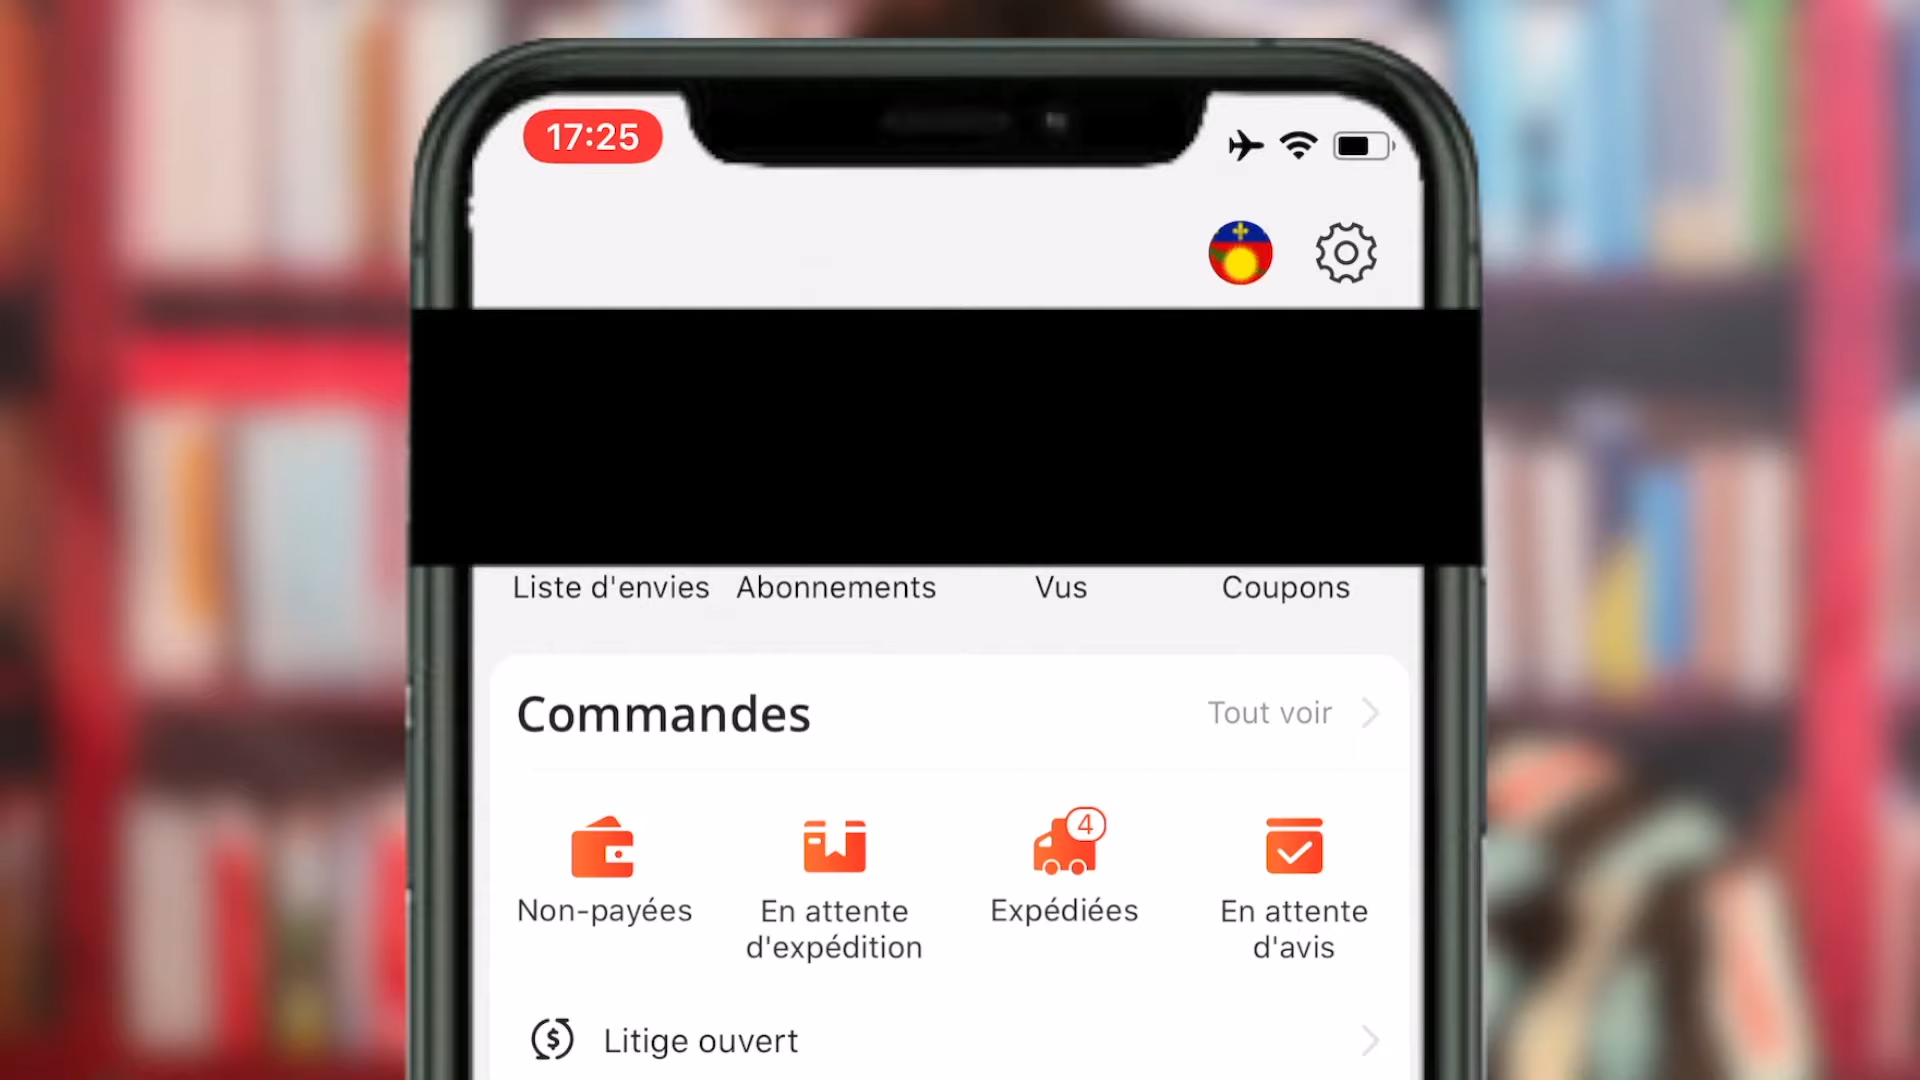 17:25
Liste d'envies Abonnements Vus Coupons
Commandes Tout voir
4
Non-payées En attente d'expédition Expédiées En attente d'avis
Litige ouvert